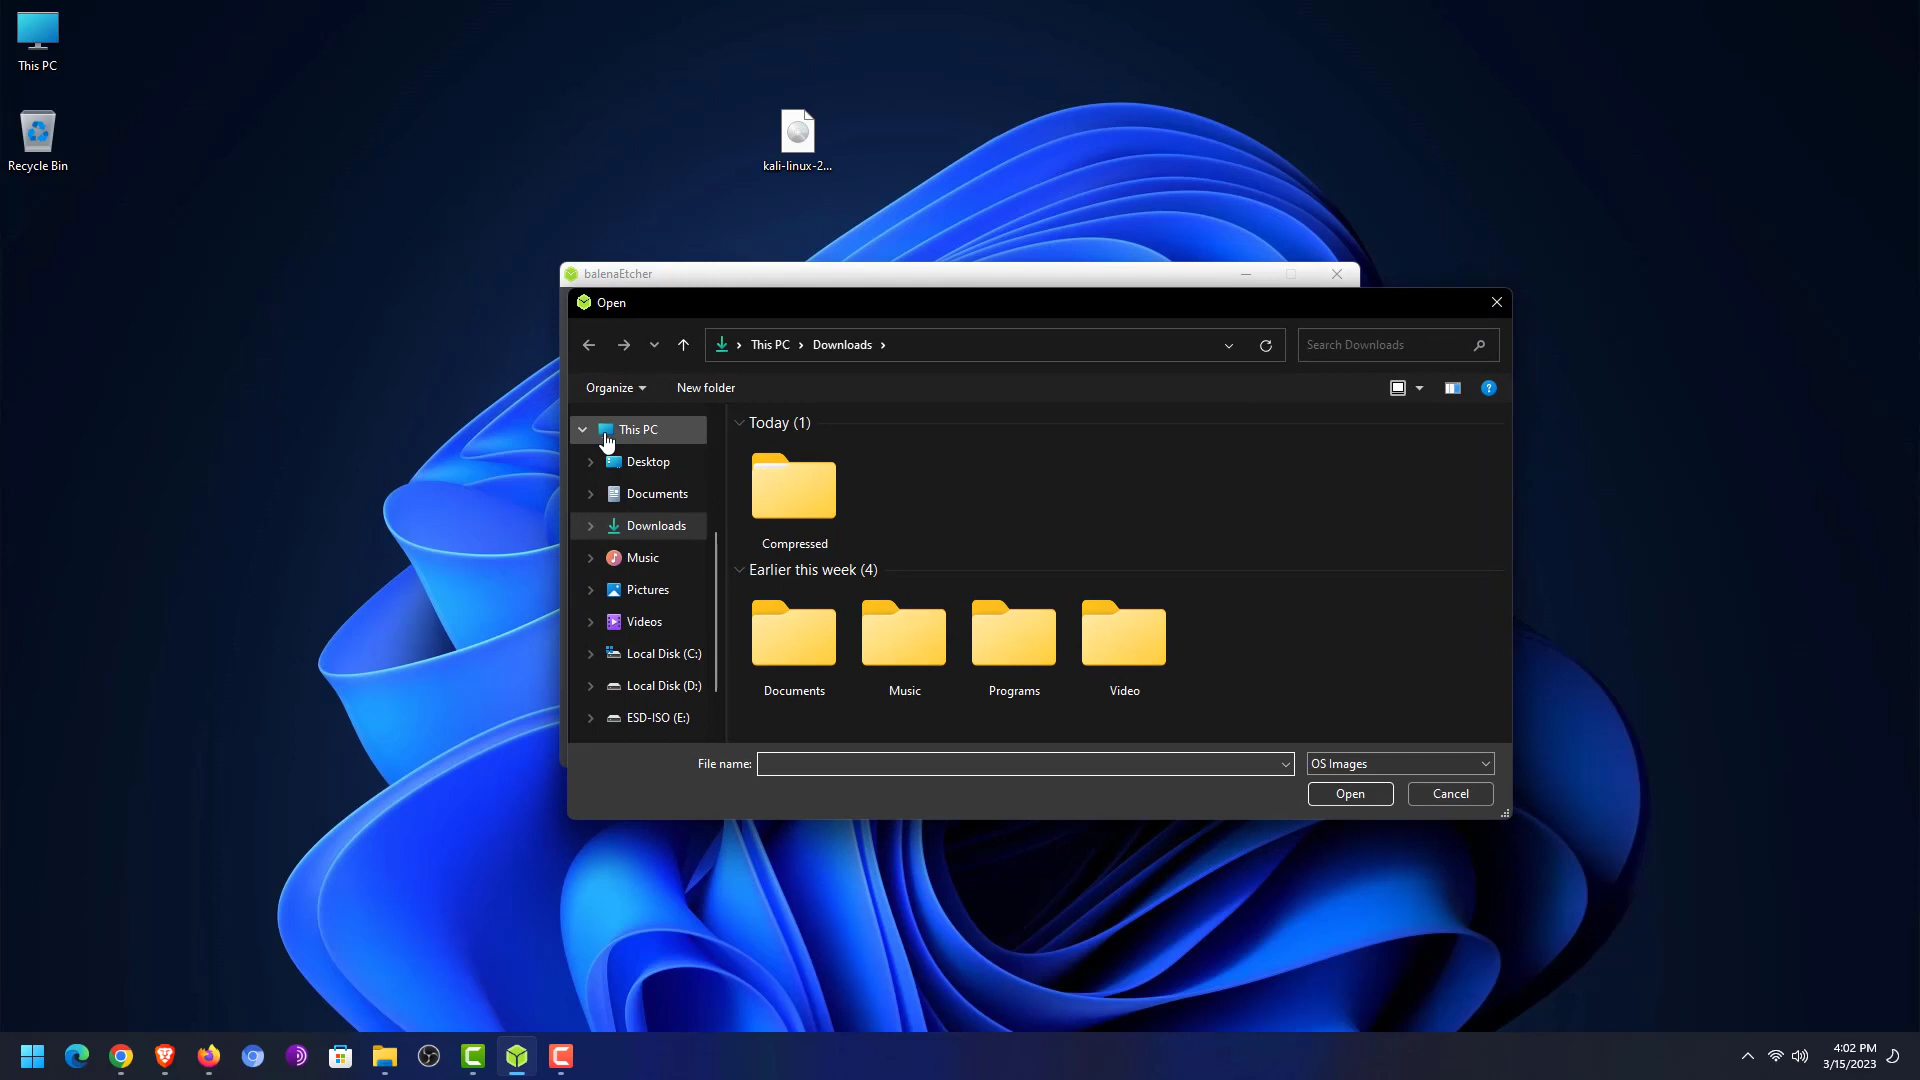 This PC
Recycle Bin
kali-linux-2...
balenaEtcher
Open
This PC
Downloads
Search Downloads
Organize
New folder
This PC
Desktop
Documents
Downloads
Music
Pictures
Videos
Local Disk (C:)
Local Disk (D:)
ESD-ISO (E:)
Today (1)
Compressed
Earlier this week (4)
Documents
Music
Programs
Video
File name:
OS Images
Open
Cancel
4:02 PM
3/15/2023